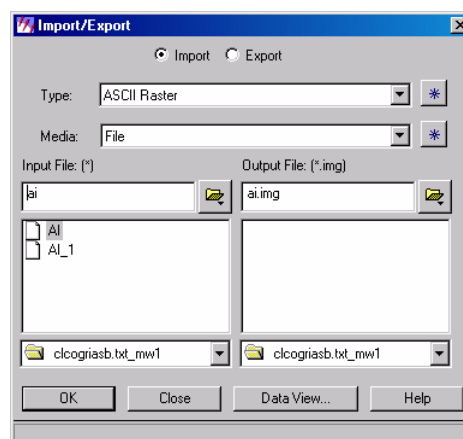 Import/Export
Import Export
Type: ASCII Raster
Media: File
Input File: (*) Output File: (*.img)
ai ai.img
AI
AI_1
clcogriasb.txt_mw1 clcogriasb.txt_mw1
OK Close Data View... Help